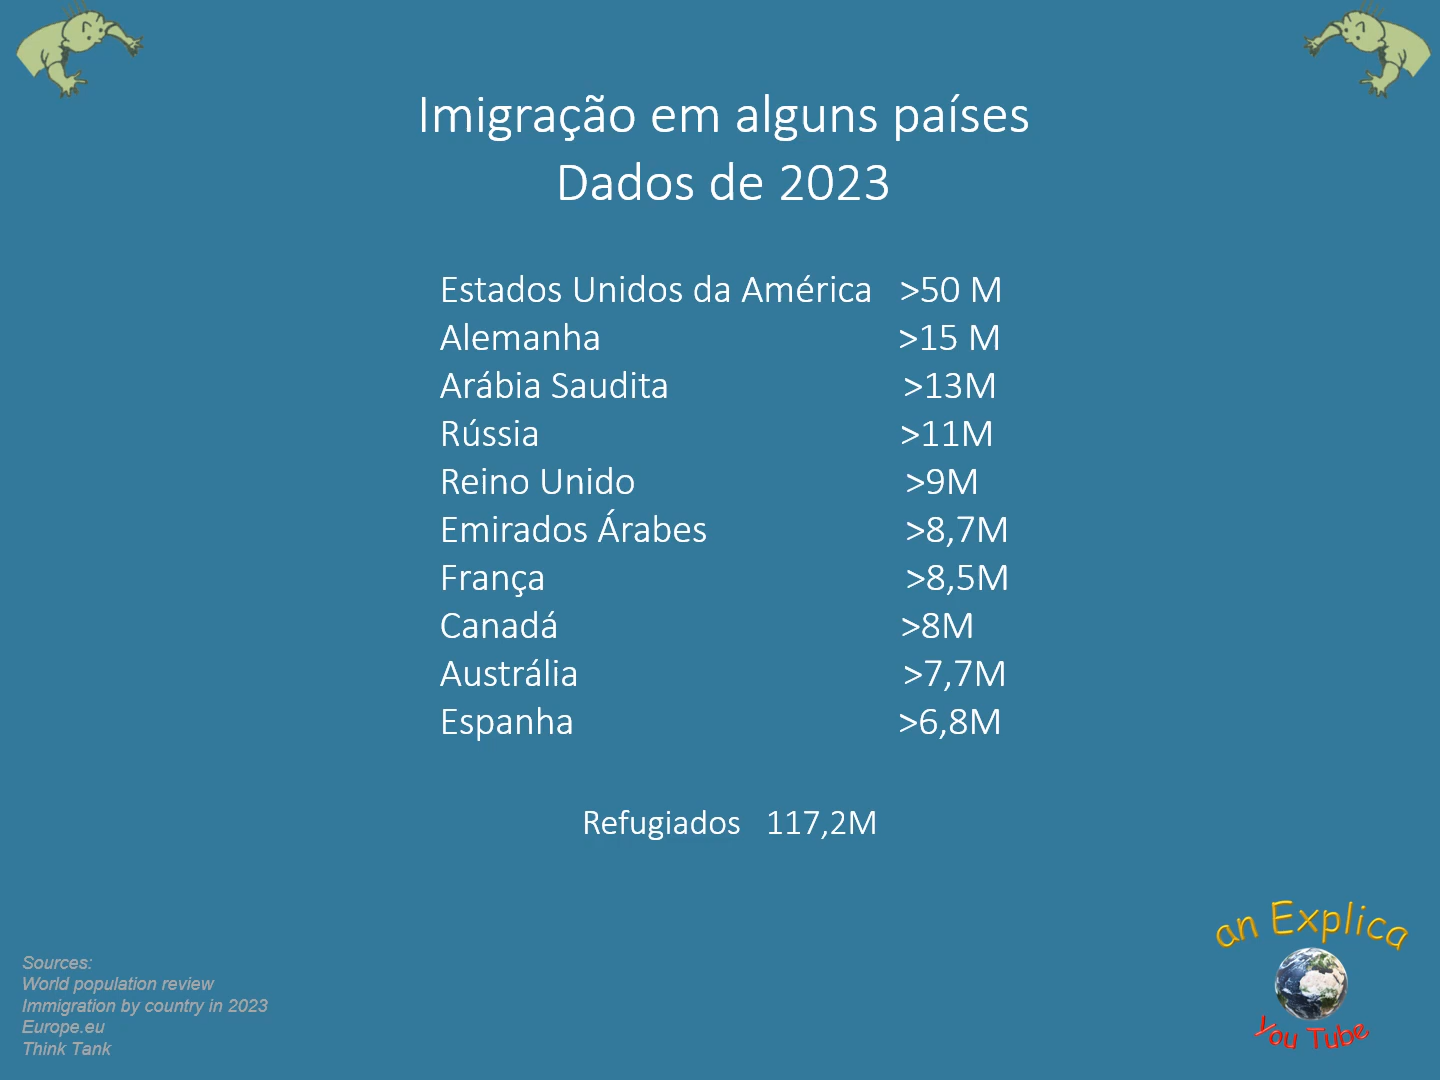 Imigração em alguns países
Dados de 2023
Estados Unidos da América >50 M
Alemanha >15 M
Arábia Saudita >13M
Rússia >11M
Reino Unido >9M
Emirados Árabes >8,7M
França >8,5M
Canadá >8M
Austrália >7,7M
Espanha >6,8M
Refugiados 117,2M
Sources:
World population review
Immigration by country in 2023
Europe.eu
Think Tank
an Explica
You Tube